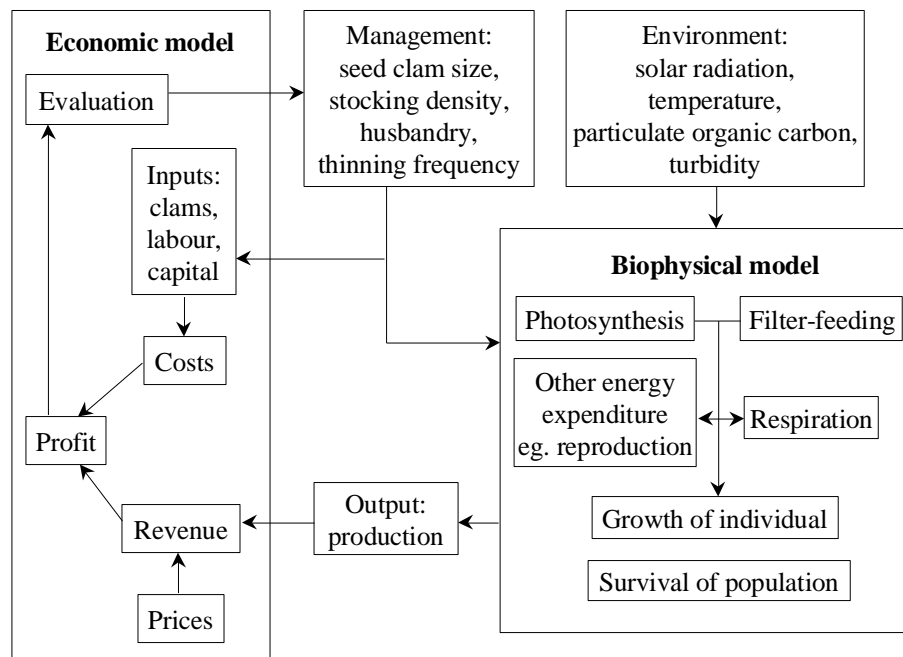 Economic model
Evaluation
Inputs:
clams,
labour,
capital
Costs
Profit
Revenue
Prices
Management:
seed clam size,
stocking density,
husbandry,
thinning frequency
Environment:
solar radiation,
temperature,
particulate organic carbon,
turbidity
Biophysical model
Photosynthesis
Filter-feeding
Other energy
expenditure
eg. reproduction
Respiration
Growth of individual
Survival of population
Output:
production